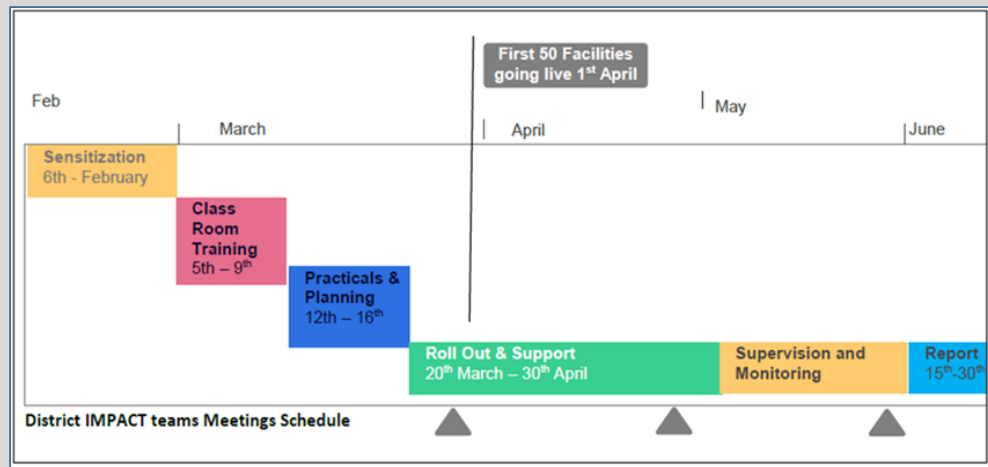 First 50 Facilities
going live 1st April
Feb
May
March
April
June
Sensitization
6th - February
Class
Room
Training
5th – 9th
Practicals &
Planning
12th – 16th
Roll Out & Support
20th March – 30th April
Supervision and
Monitoring
Report
15th-30th
District IMPACT teams Meetings Schedule